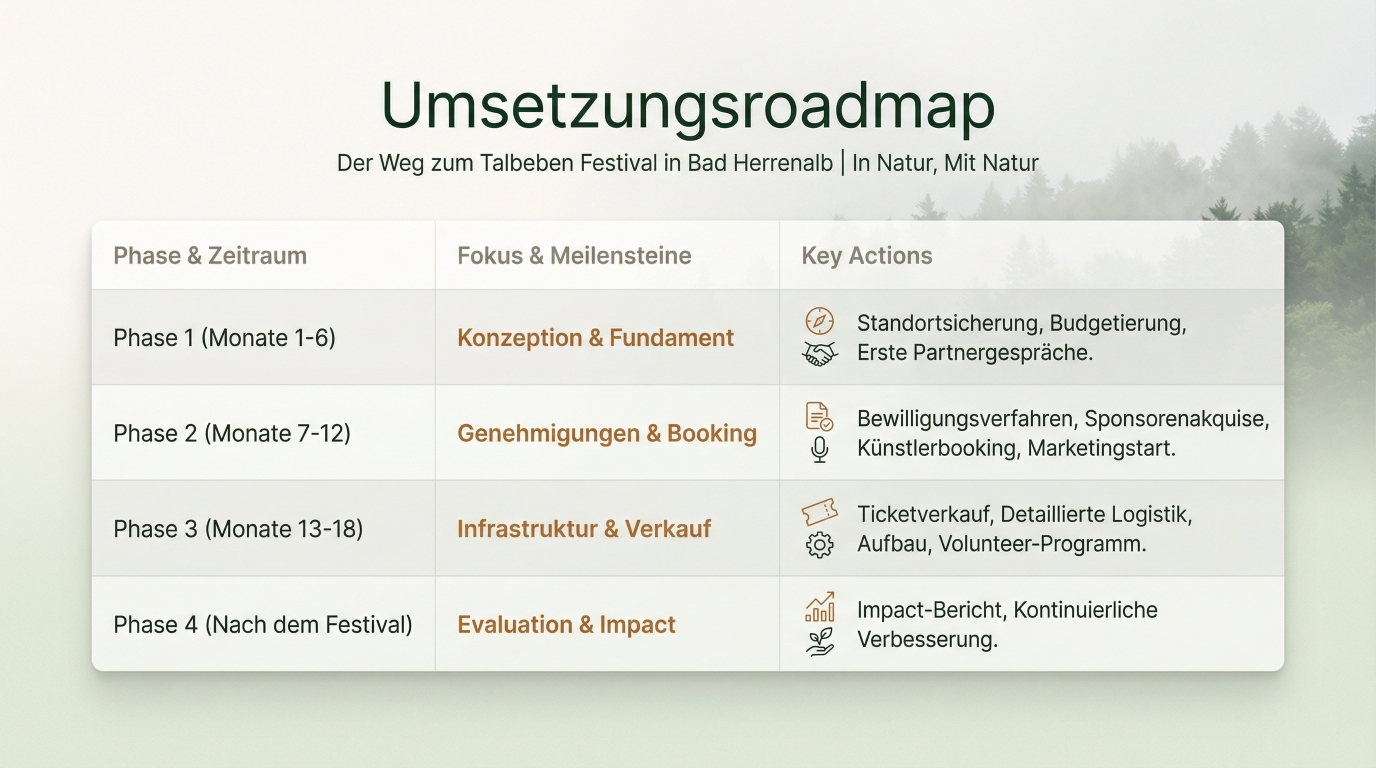 Umsetzungsroadmap
Der Weg zum Talbeben Festival in Bad Herrenalb | In Natur, Mit Natur
Phase & Zeitraum
Fokus & Meilensteine
Key Actions
Phase 1 (Monate 1-6)
Konzeption & Fundament
Standortsicherung, Budgetierung,
Erste Partnergespräche.
Phase 2 (Monate 7-12)
Genehmigungen & Booking
Bewilligungsverfahren, Sponsorenakquise,
Künstlerbooking, Marketingstart.
Phase 3 (Monate 13-18)
Infrastruktur & Verkauf
Ticketverkauf, Detaillierte Logistik,
Aufbau, Volunteer-Programm.
Phase 4 (Nach dem Festival)
Evaluation & Impact
Impact-Bericht, Kontinuierliche
Verbesserung.